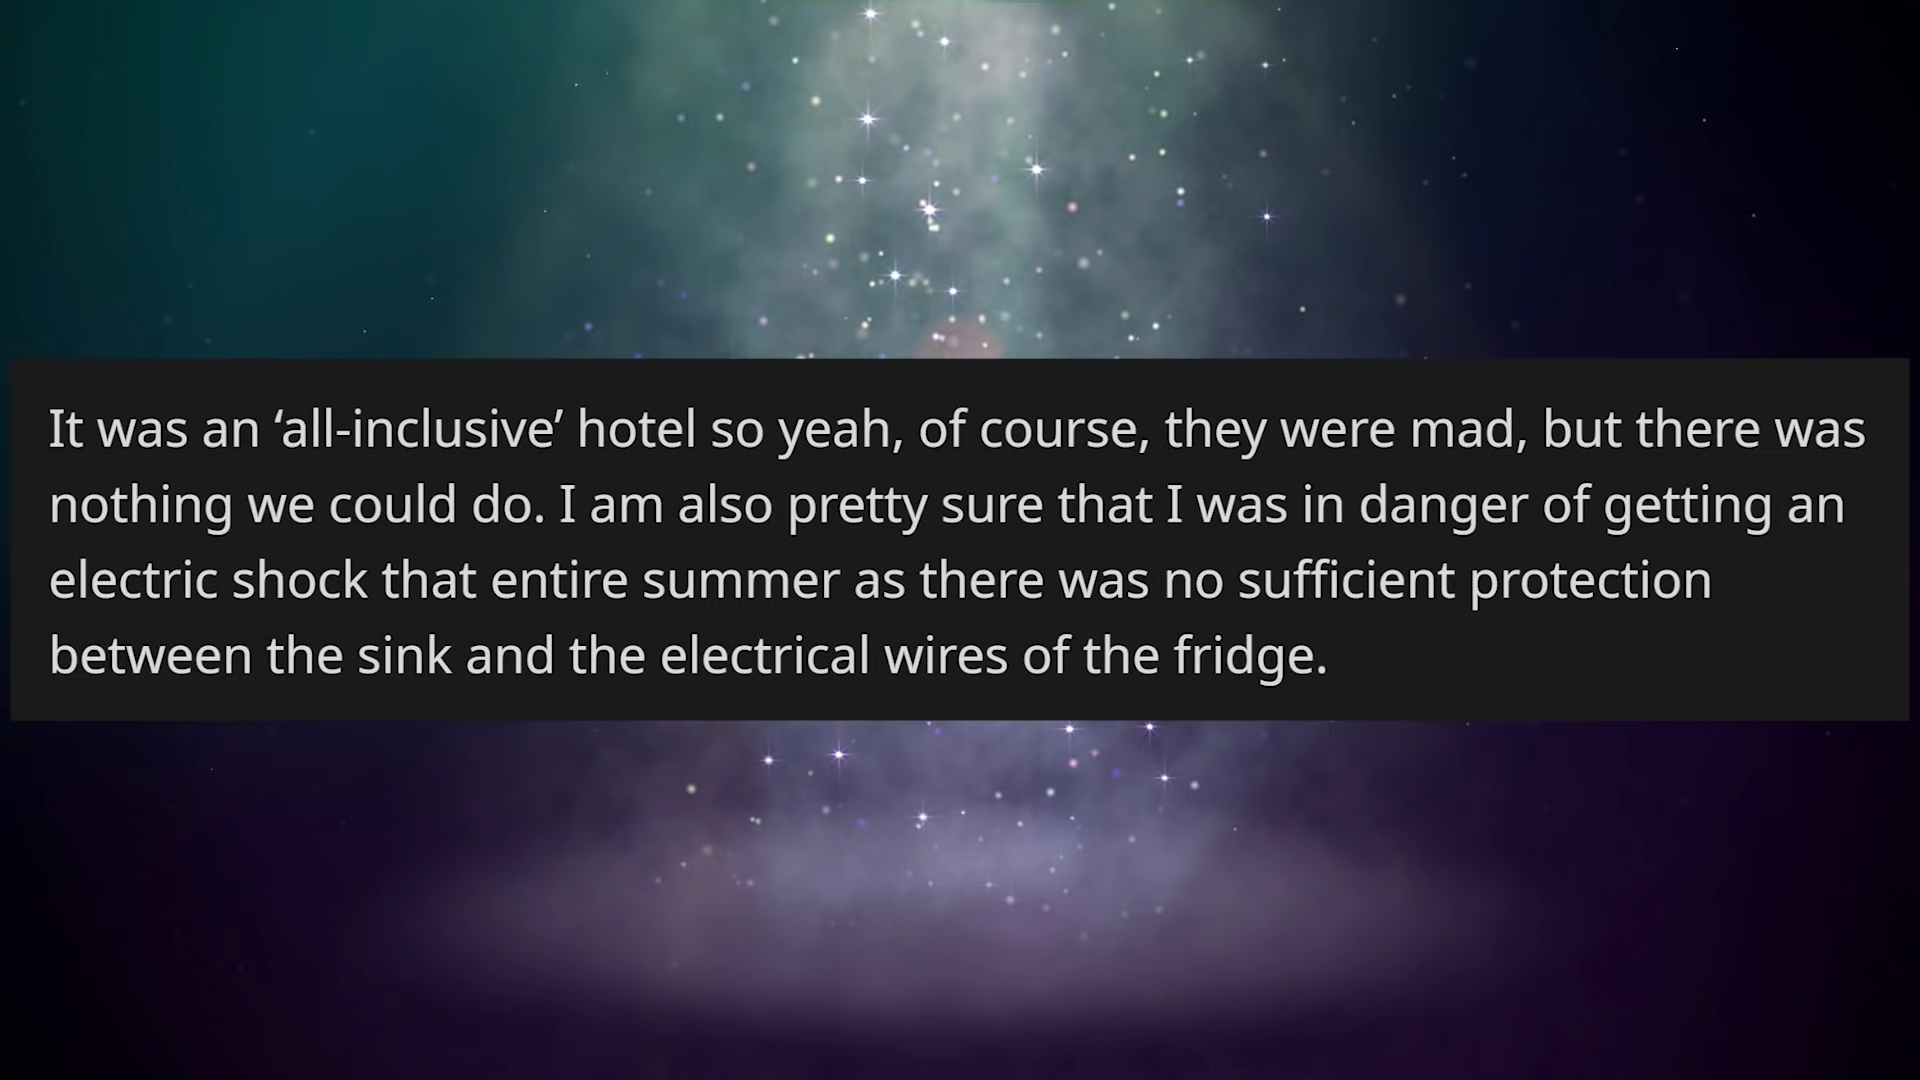 It was an ‘all-inclusive’ hotel so yeah, of course, they were mad, but there was
nothing we could do. I am also pretty sure that I was in danger of getting an
electric shock that entire summer as there was no sufficient protection
between the sink and the electrical wires of the fridge.